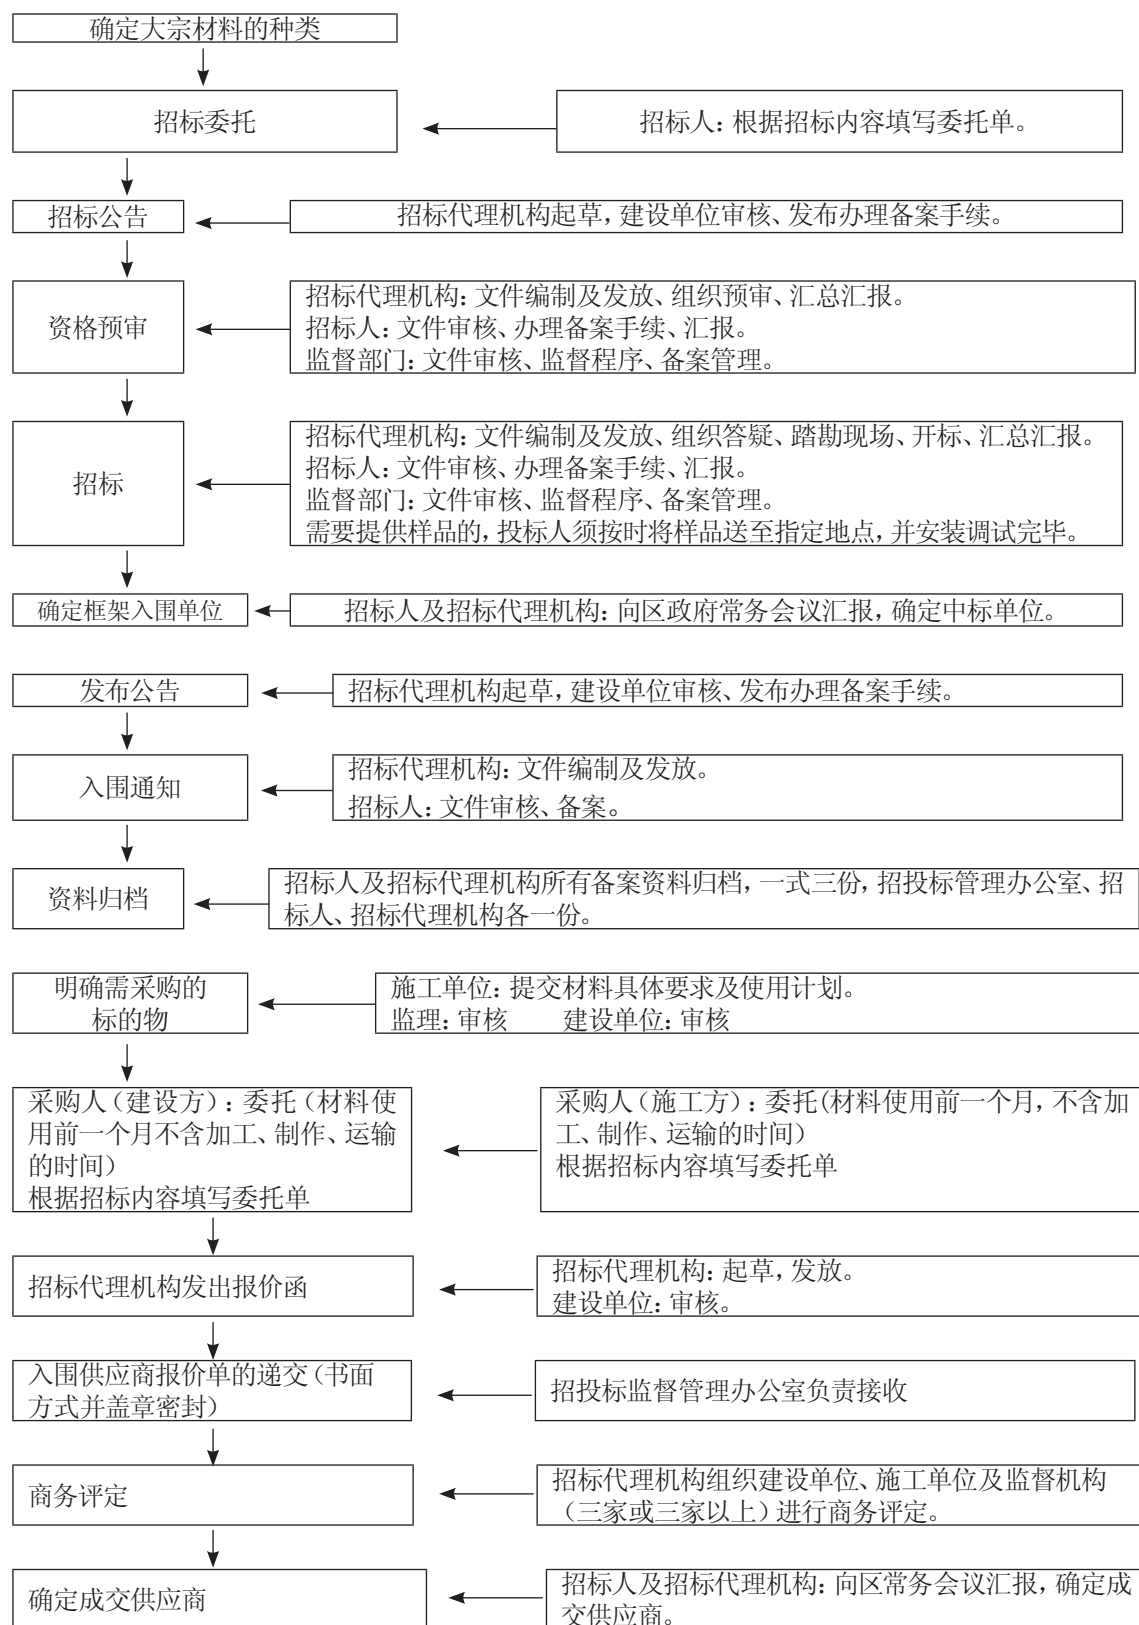 确定大宗材料的种类
招标委托
招标人：根据招标内容填写委托单。
招标公告
招标代理机构起草，建设单位审核、发布办理备案手续。
资格预审
招标代理机构：文件编制及发放、组织预审、汇总汇报。
招标人：文件审核、办理备案手续、汇报。
监督部门：文件审核、监督程序、备案管理。
招标
招标代理机构：文件编制及发放、组织答疑、踏勘现场、开标、汇总汇报。
招标人：文件审核、办理备案手续、汇报。
监督部门：文件审核、监督程序、备案管理。
需要提供样品的，投标人须按时将样品送至指定地点，并安装调试完毕。
确定框架入围单位
招标人及招标代理机构：向区政府常务会议汇报，确定中标单位。
发布公告
招标代理机构起草，建设单位审核、发布办理备案手续。
入围通知
招标代理机构：文件编制及发放。
招标人：文件审核、备案。
资料归档
招标人及招标代理机构所有备案资料归档，一式三份，招投标管理办公室、招
标人、招标代理机构各一份。
明确需采购的
标的物
施工单位：提交材料具体要求及使用计划。
监理：审核　　建设单位：审核
采购人（建设方）：委托（材料使
用前一个月不含加工、制作、运输
的时间）
根据招标内容填写委托单
采购人（施工方）：委托(材料使用前一个月，不含加
工、制作、运输的时间）
根据招标内容填写委托单
招标代理机构发出报价函
招标代理机构：起草，发放。
建设单位：审核。
入围供应商报价单的递交（书面
方式并盖章密封）
招投标监督管理办公室负责接收
商务评定
招标代理机构组织建设单位、施工单位及监督机构
（三家或三家以上）进行商务评定。
确定成交供应商
招标人及招标代理机构：向区常务会议汇报，确定成
交供应商。